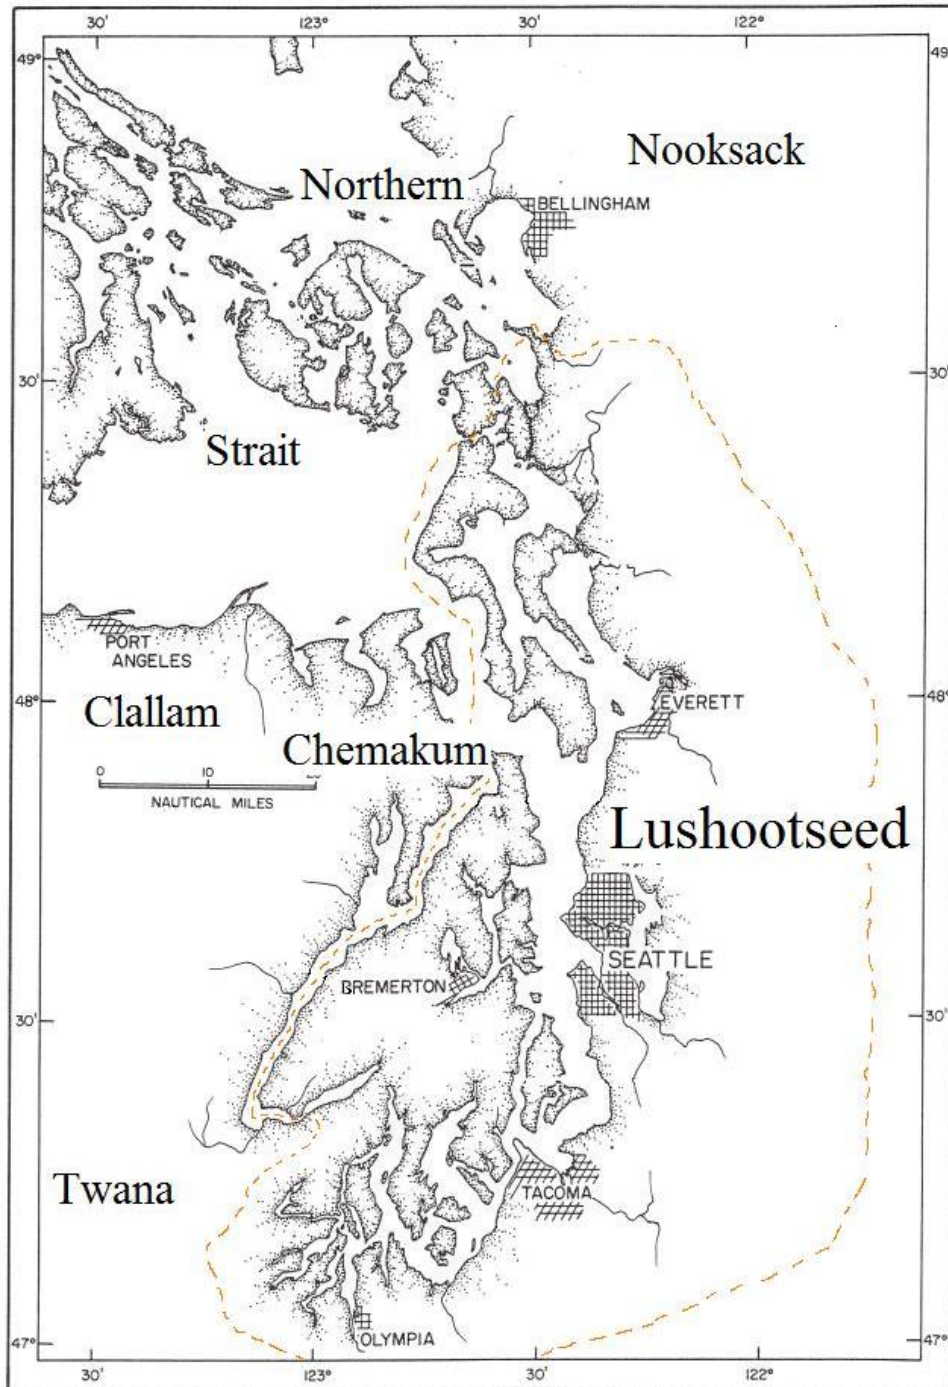 30'
123°
30'
122°
49°
49
Nooksack
Northern
BELLINGHAM
30'
30'
Strait
PORT
ANGELES
48°
48°
EVERETT
Clallam
Chemakum
0
10
NAUTICAL MILES
Lushootseed
SEATTLE
BREMERTON
30'
30'
Twana
TACOMA
OLYMPIA
47°
47°
30'
123°
30'
122°